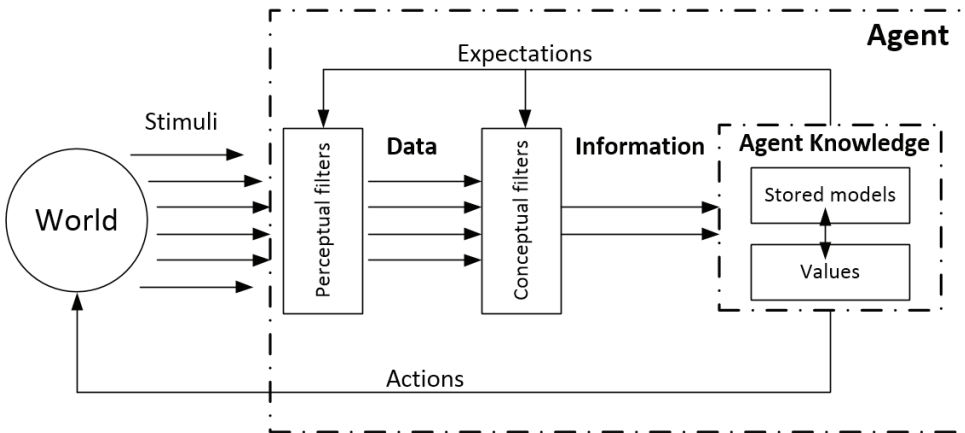 Agent
Expectations
Stimuli
Data
Information
Agent Knowledge
World
Perceptual filters
Conceptual filters
Stored models
Values
Actions